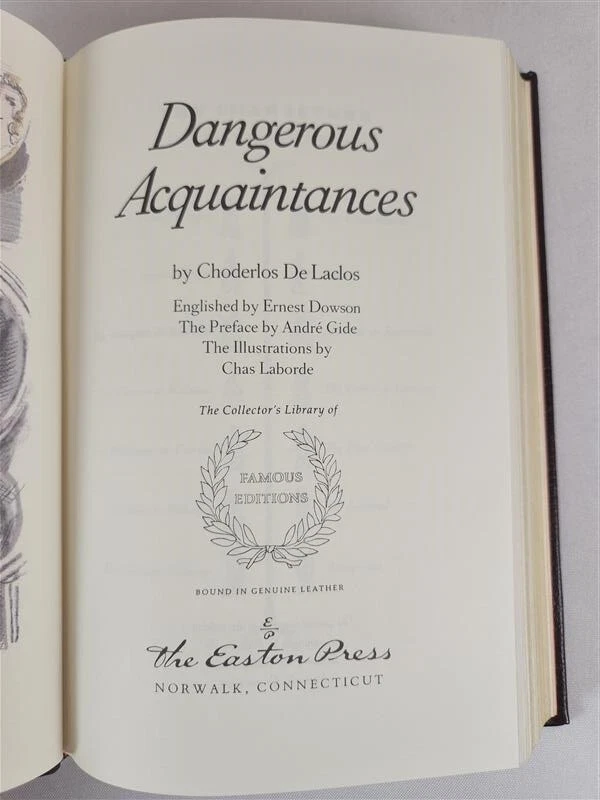 Dangerous
Acquaintances
by Choderlos De Laclos
Englished by Ernest Dowson
The Preface by André Gide
The Illustrations by
Chas Laborde
The Collector's Library of
FAMOUS
EDITIONS
BOUND IN GENUINE LEATHER
E
P
The Easton Press
NORWALK, CONNECTICUT